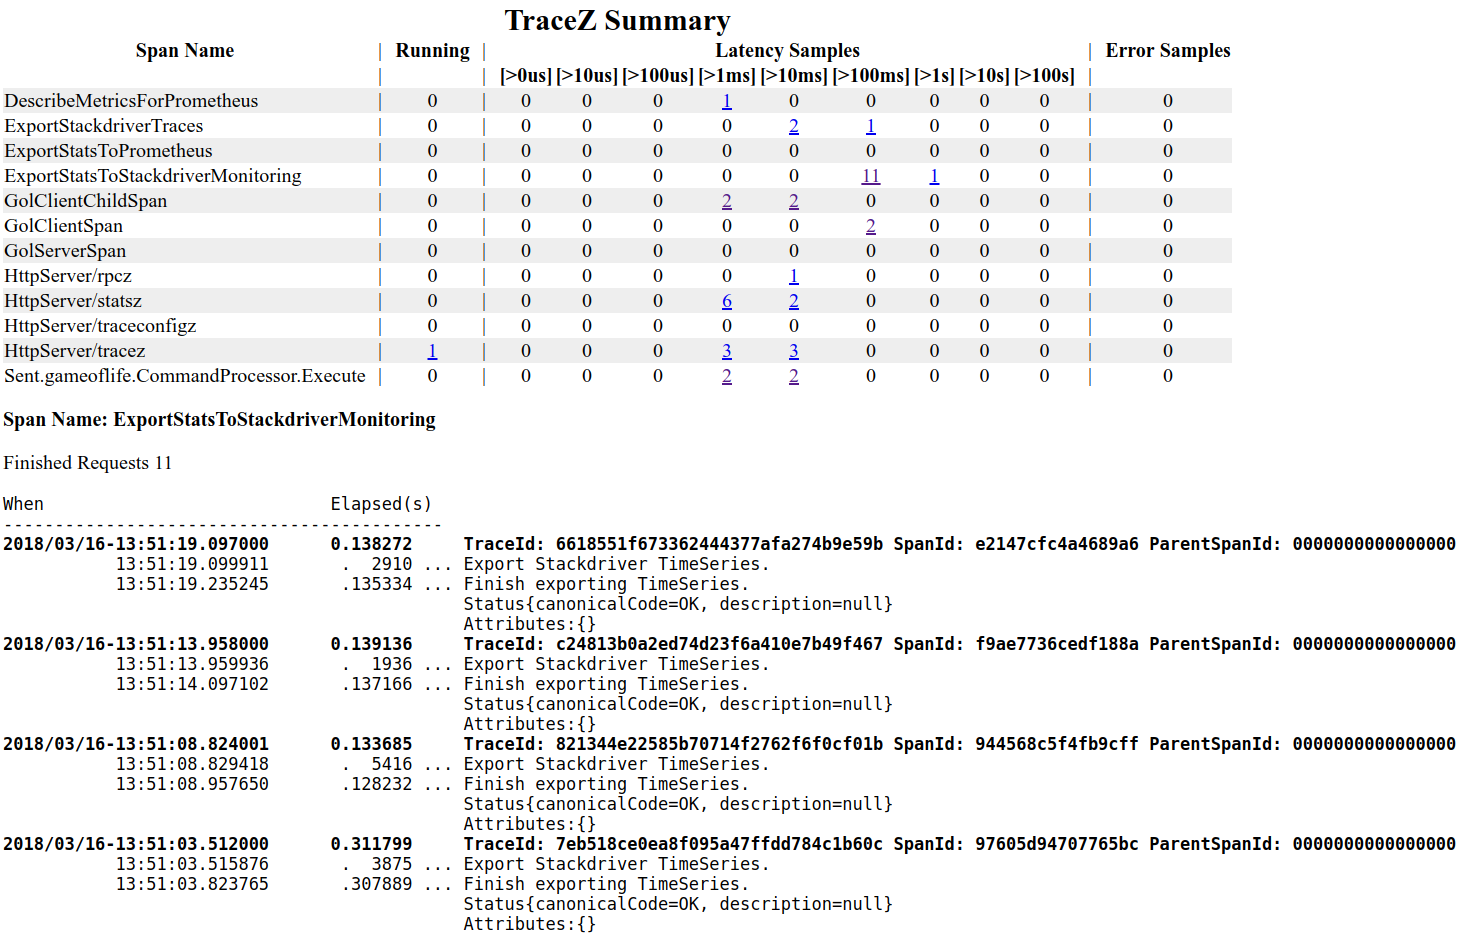 TraceZ Summary
Span Name | Running | Latency Samples | Error Samples
| | [>0us] [>10us] [>100us] [>1ms] [>10ms] [>100ms] [>1s] [>10s] [>100s] |
DescribeMetricsForPrometheus | 0 | 0 0 0 1 0 0 0 0 0 | 0
ExportStackdriverTraces | 0 | 0 0 0 0 2 1 0 0 0 | 0
ExportStatsToPrometheus | 0 | 0 0 0 0 0 0 0 0 0 | 0
ExportStatsToStackdriverMonitoring | 0 | 0 0 0 0 0 11 1 0 0 | 0
GolClientChildSpan | 0 | 0 0 0 2 2 0 0 0 0 | 0
GolClientSpan | 0 | 0 0 0 0 0 2 0 0 0 | 0
GolServerSpan | 0 | 0 0 0 0 0 0 0 0 0 | 0
HttpServer/rpcz | 0 | 0 0 0 0 1 0 0 0 0 | 0
HttpServer/statsz | 0 | 0 0 0 6 2 0 0 0 0 | 0
HttpServer/traceconfigz | 0 | 0 0 0 0 0 0 0 0 0 | 0
HttpServer/tracez | 1 | 0 0 0 3 3 0 0 0 0 | 0
Sent.gameoflife.CommandProcessor.Execute | 0 | 0 0 0 2 2 0 0 0 0 | 0
Span Name: ExportStatsToStackdriverMonitoring
Finished Requests 11
When Elapsed(s)
-------------------------------------------
2018/03/16-13:51:19.097000 0.138272 TraceId: 6618551f673362444377afa274b9e59b SpanId: e2147cfc4a4689a6 ParentSpanId: 0000000000000000
13:51:19.099911 . 2910 ... Export Stackdriver TimeSeries.
13:51:19.235245 .135334 ... Finish exporting TimeSeries.
Status{canonicalCode=OK, description=null}
Attributes:{}
2018/03/16-13:51:13.958000 0.139136 TraceId: c24813b0a2ed74d23f6a410e7b49f467 SpanId: f9ae7736cedf188a ParentSpanId: 0000000000000000
13:51:13.959936 . 1936 ... Export Stackdriver TimeSeries.
13:51:14.097102 .137166 ... Finish exporting TimeSeries.
Status{canonicalCode=OK, description=null}
Attributes:{}
2018/03/16-13:51:08.824001 0.133685 TraceId: 821344e22585b70714f2762f6f0cf01b SpanId: 944568c5f4fb9cff ParentSpanId: 0000000000000000
13:51:08.829418 . 5416 ... Export Stackdriver TimeSeries.
13:51:08.957650 .128232 ... Finish exporting TimeSeries.
Status{canonicalCode=OK, description=null}
Attributes:{}
2018/03/16-13:51:03.512000 0.311799 TraceId: 7eb518ce0ea8f095a47ffdd784c1b60c SpanId: 97605d94707765bc ParentSpanId: 0000000000000000
13:51:03.515876 . 3875 ... Export Stackdriver TimeSeries.
13:51:03.823765 .307889 ... Finish exporting TimeSeries.
Status{canonicalCode=OK, description=null}
Attributes:{}